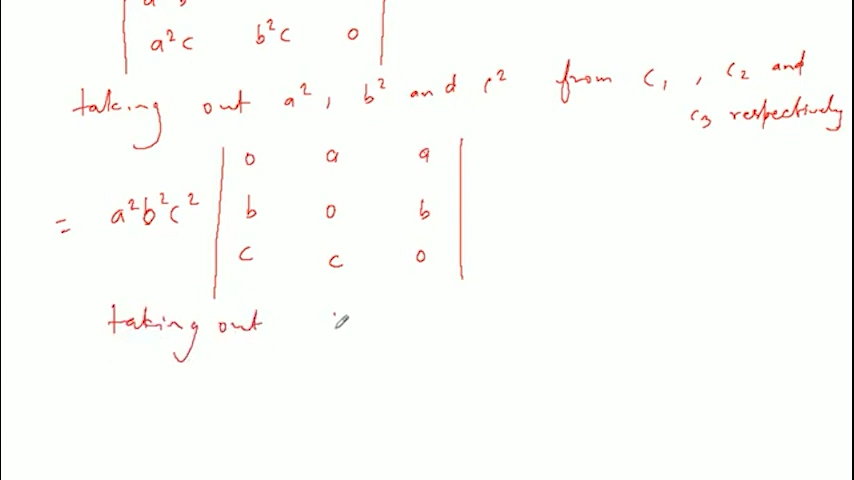 a²c b²c 0
taking out a², b² and c² from c₁, c₂ and
c₃ respectively
0 a a
= a²b²c² b 0 b
c c 0
taking out